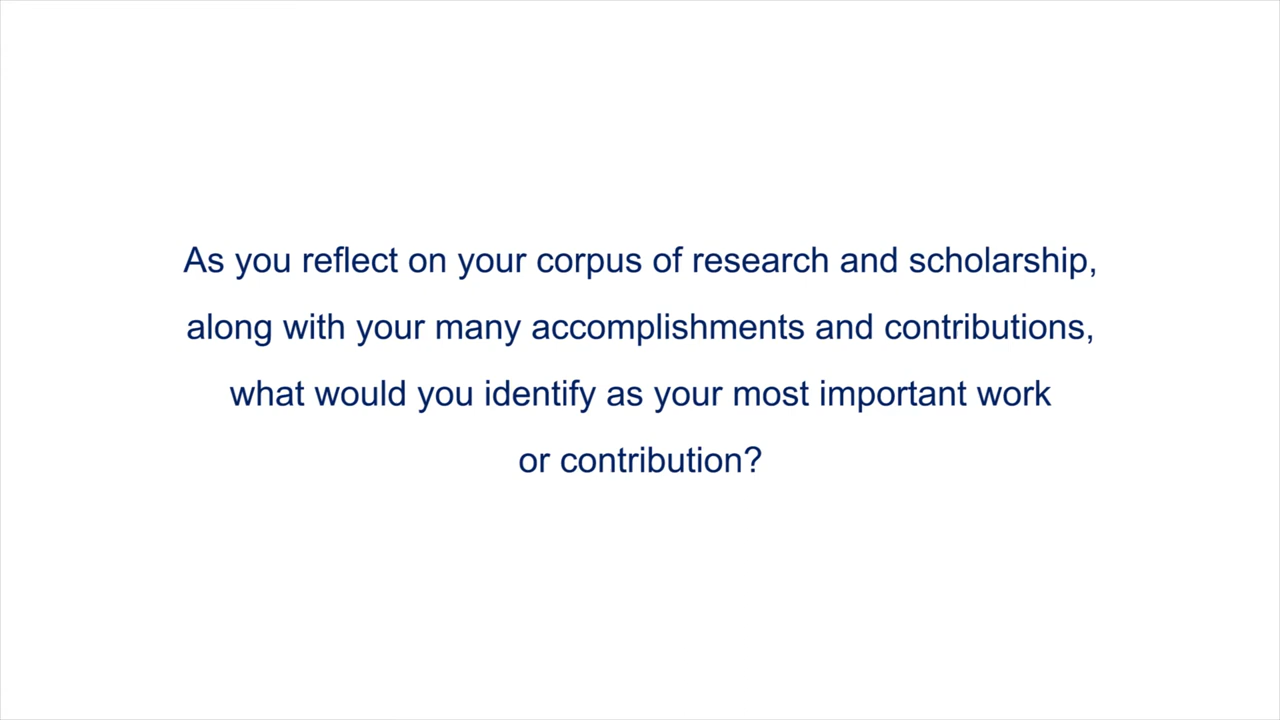 As you reflect on your corpus of research and scholarship,
along with your many accomplishments and contributions,
what would you identify as your most important work
or contribution?